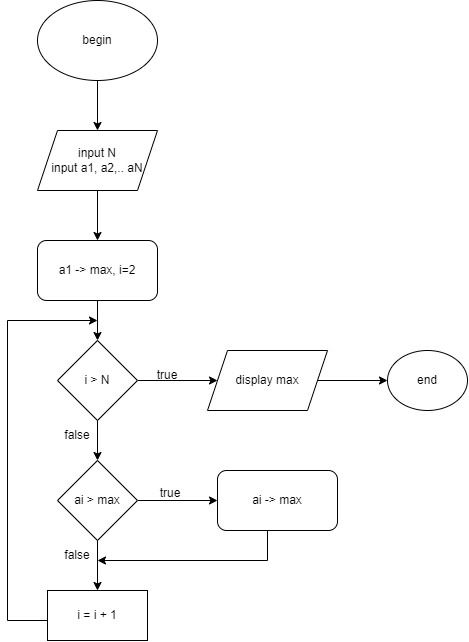 begin
input N
input a1, a2,.. aN
a1 -> max, i=2
i > N
true
display max
end
false
ai > max
true
ai -> max
false
i = i + 1